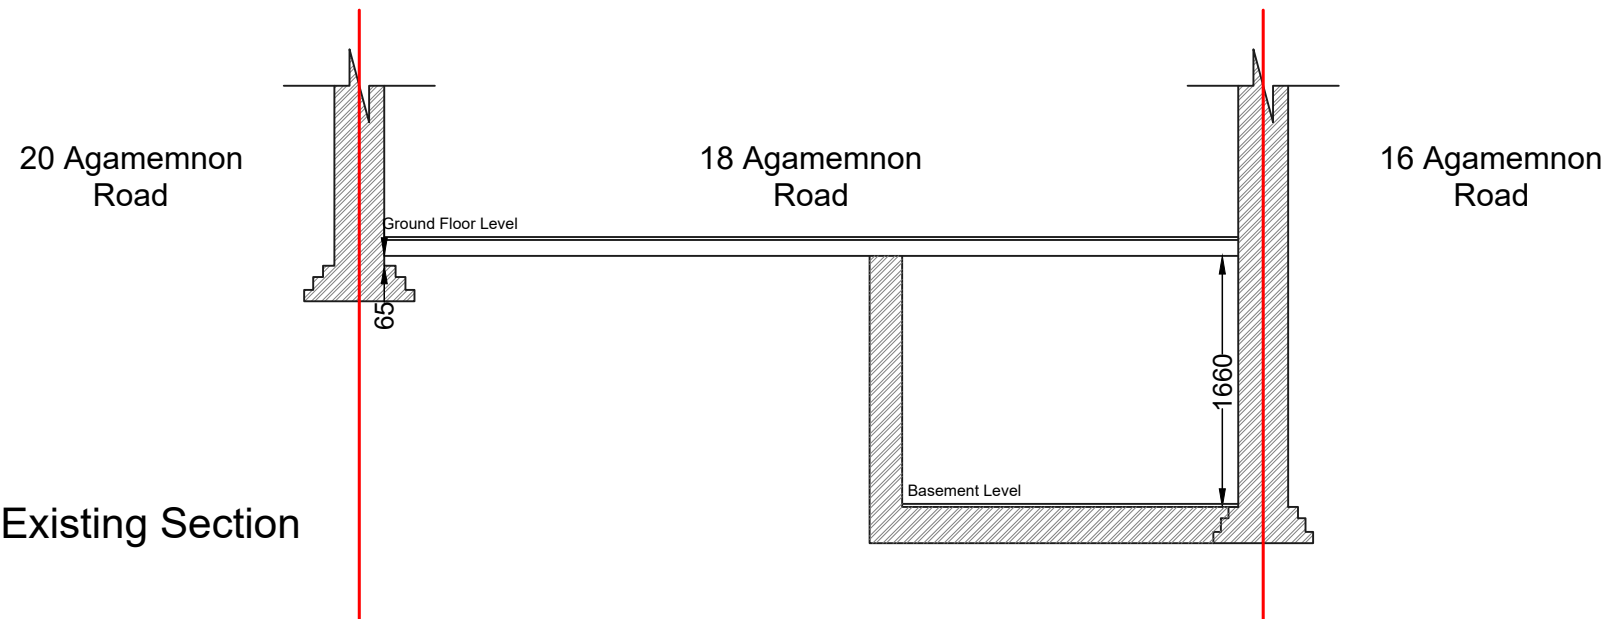 20 Agamemnon
Road
18 Agamemnon
Road
16 Agamemnon
Road
Ground Floor Level
65
1660
Basement Level
Existing Section